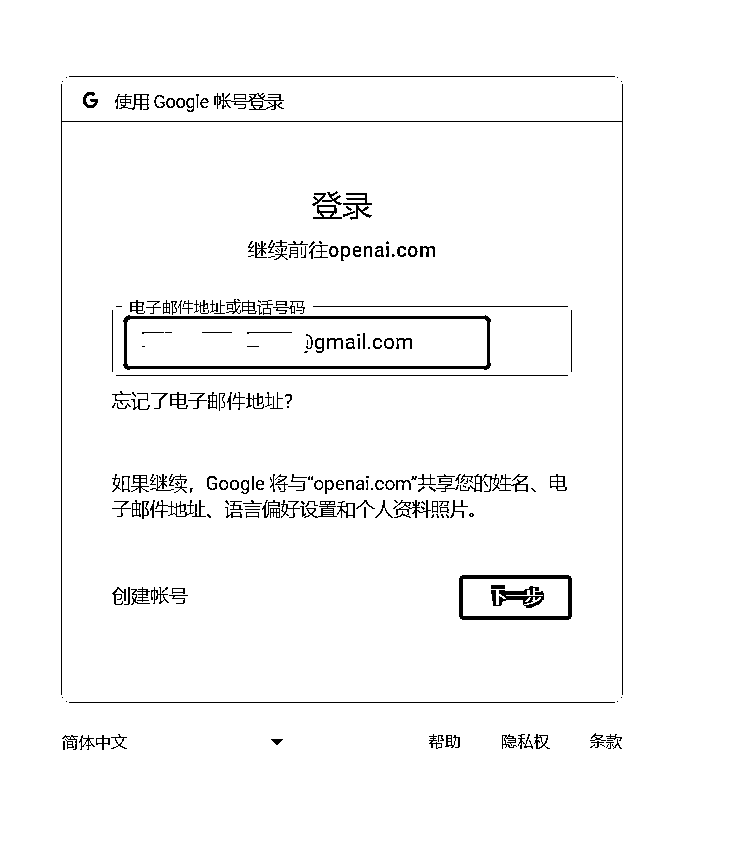 使用 Google 帐号登录
登录
继续前往openai.com
电子邮件地址或电话号码
@gmail.com
忘记了电子邮件地址？
如果继续，Google 将与“openai.com”共享您的姓名、电
子邮件地址、语言偏好设置和个人资料照片。
创建帐号
下一步
简体中文
帮助 隐私权 条款